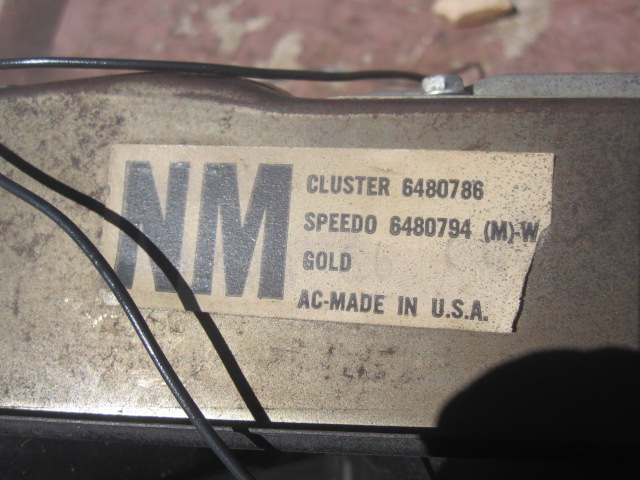 NM
CLUSTER 6480786
SPEEDO 6480794 (M)-W
GOLD
AC-MADE IN U.S.A.